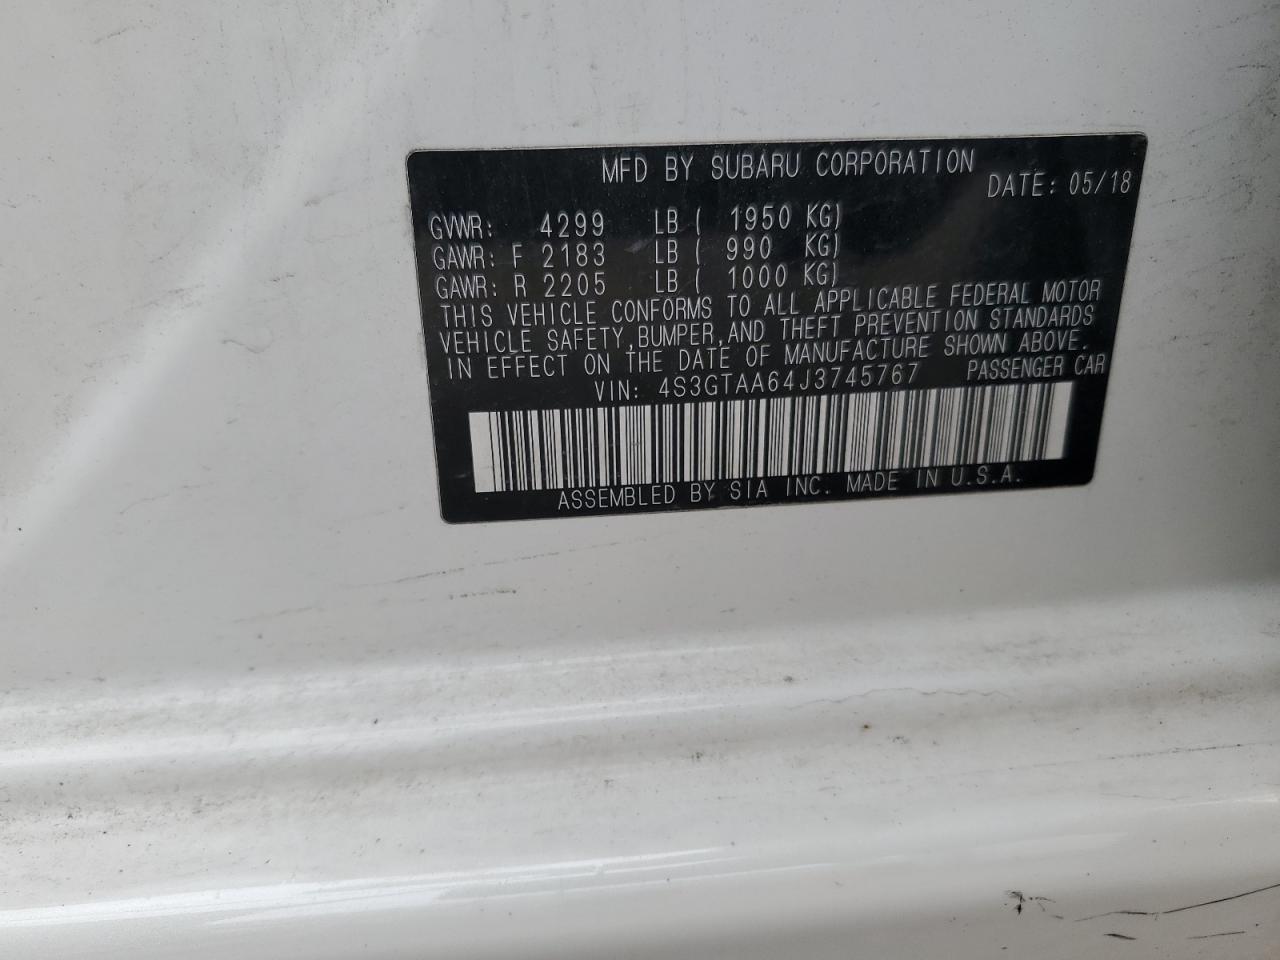 MFD BY SUBARU CORPORATION
DATE: 05/18
GVWR: 4299 LB ( 1950 KG)
GAWR: F 2183 LB ( 990 KG)
GAWR: R 2205 LB ( 1000 KG)
THIS VEHICLE CONFORMS TO ALL APPLICABLE FEDERAL MOTOR
VEHICLE SAFETY, BUMPER, AND THEFT PREVENTION STANDARDS
IN EFFECT ON THE DATE OF MANUFACTURE SHOWN ABOVE.
VIN: 4S3GTAA64J3745767 PASSENGER CAR
ASSEMBLED BY SIA INC. MADE IN U.S.A.